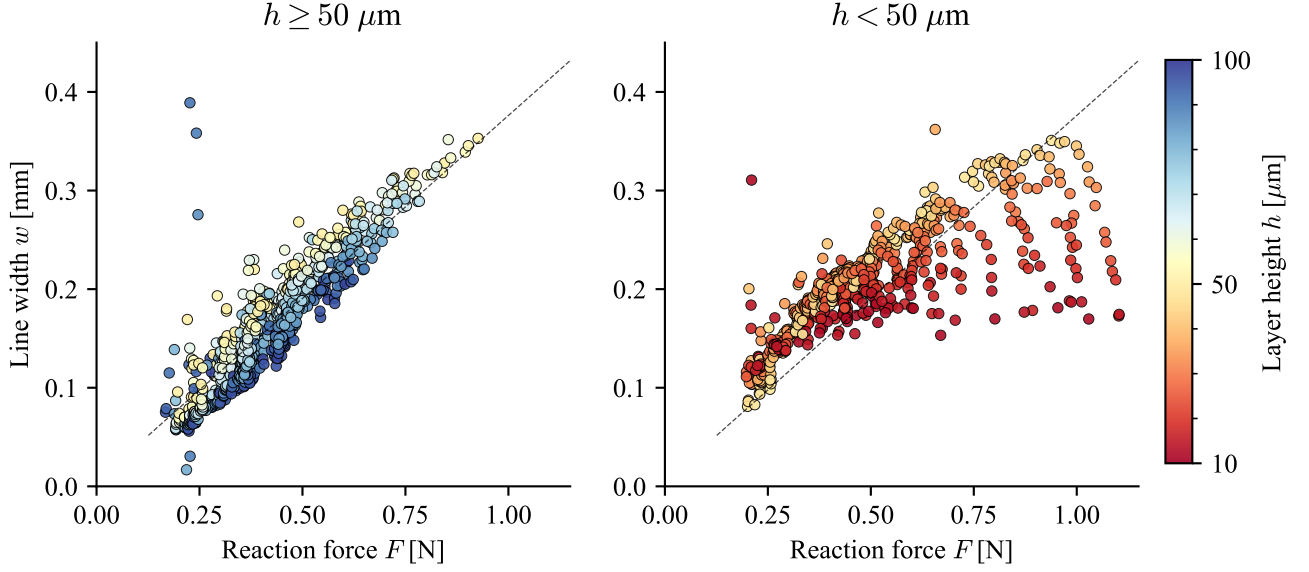 h ≥ 50 μm
h < 50 μm
Line width w [mm]
0.4
0.3
0.2
0.1
0.0
0.00 0.25 0.50 0.75 1.00
Reaction force F [N]
0.4
0.3
0.2
0.1
0.0
0.00 0.25 0.50 0.75 1.00
Reaction force F [N]
100
50
10
Layer height h [μm]